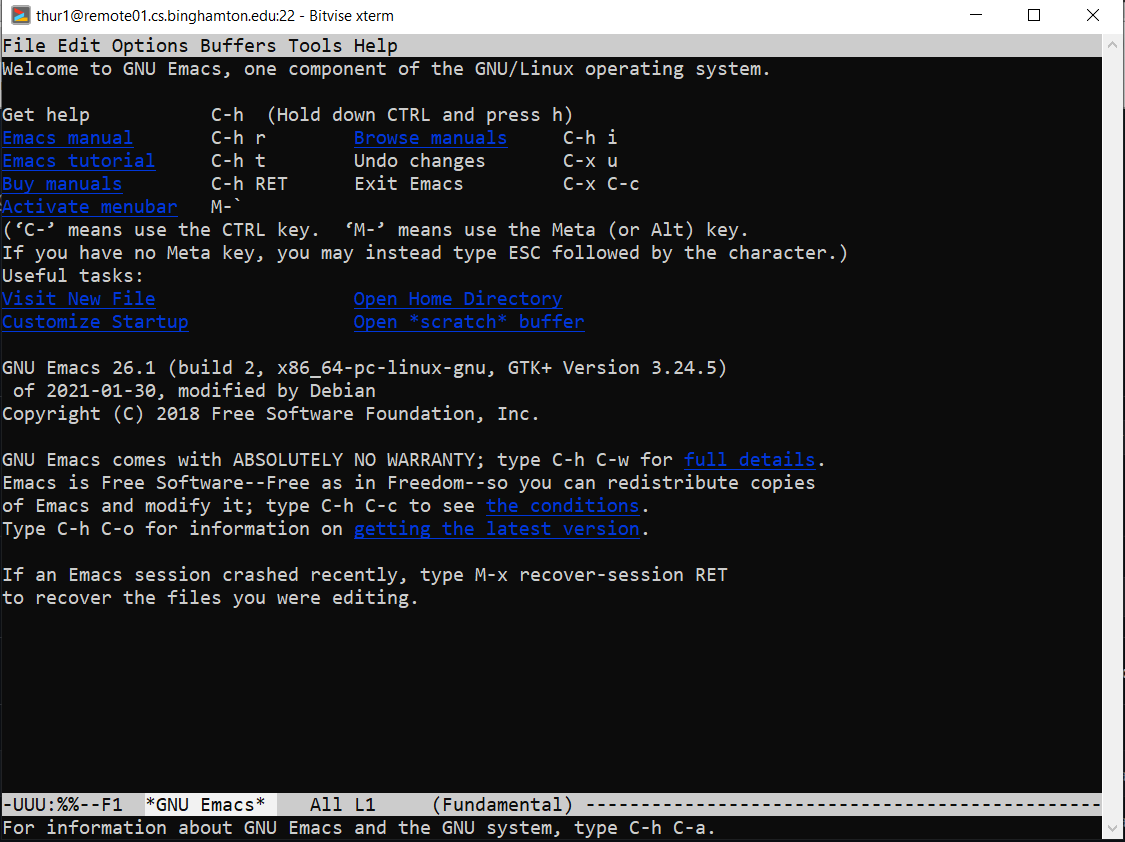 thur1@remote01.cs.binghamton.edu:22 - Bitvise xterm
File Edit Options Buffers Tools Help
Welcome to GNU Emacs, one component of the GNU/Linux operating system.
Get help           C-h  (Hold down CTRL and press h)
Emacs manual       C-h r        Browse manuals     C-h i
Emacs tutorial     C-h t        Undo changes       C-x u
Buy manuals        C-h RET      Exit Emacs         C-x C-c
Activate menubar   M-`
(‘C-’ means use the CTRL key.  ‘M-’ means use the Meta (or Alt) key.
If you have no Meta key, you may instead type ESC followed by the character.)
Useful tasks:
Visit New File                  Open Home Directory
Customize Startup               Open *scratch* buffer
GNU Emacs 26.1 (build 2, x86_64-pc-linux-gnu, GTK+ Version 3.24.5)
 of 2021-01-30, modified by Debian
Copyright (C) 2018 Free Software Foundation, Inc.
GNU Emacs comes with ABSOLUTELY NO WARRANTY; type C-h C-w for full details.
Emacs is Free Software--Free as in Freedom--so you can redistribute copies
of Emacs and modify it; type C-h C-c to see the conditions.
Type C-h C-o for information on getting the latest version.
If an Emacs session crashed recently, type M-x recover-session RET
to recover the files you were editing.
-UUU:%%--F1  *GNU Emacs*    All L1     (Fundamental) -----------------------------------------------
For information about GNU Emacs and the GNU system, type C-h C-a.